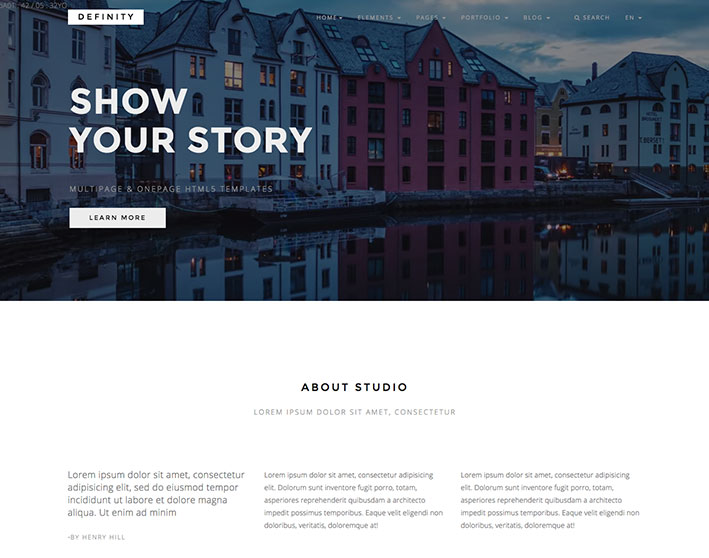 DEFINITY
HOME ELEMENTS PAGES PORTFOLIO BLOG SEARCH EN
SHOW
YOUR STORY
MULTIPAGE & ONEPAGE HTML5 TEMPLATES
LEARN MORE
ABOUT STUDIO
LOREM IPSUM DOLOR SIT AMET, CONSECTETUR
Lorem ipsum dolor sit amet, consectetur
adipisicing elit, sed do eiusmod tempor
incididunt ut labore et dolore magna
aliqua. Ut enim ad minim
-BY HENRY HILL
Lorem ipsum dolor sit amet, consectetur adipisicing
elit. Dolorum sunt inventore fugit porro, totam,
asperiores reprehenderit quibusdam doloremque eius
impedit possimus temporibus. Eaque velit eligendi non
doloribus, veritatis, doloremque at!
Lorem ipsum dolor sit amet, consectetur adipisicing
elit. Dolorum sunt inventore fugit porro, totam,
asperiores reprehenderit quibusdam doloremque eius
impedit possimus temporibus. Eaque velit eligendi non
doloribus, veritatis, doloremque at!